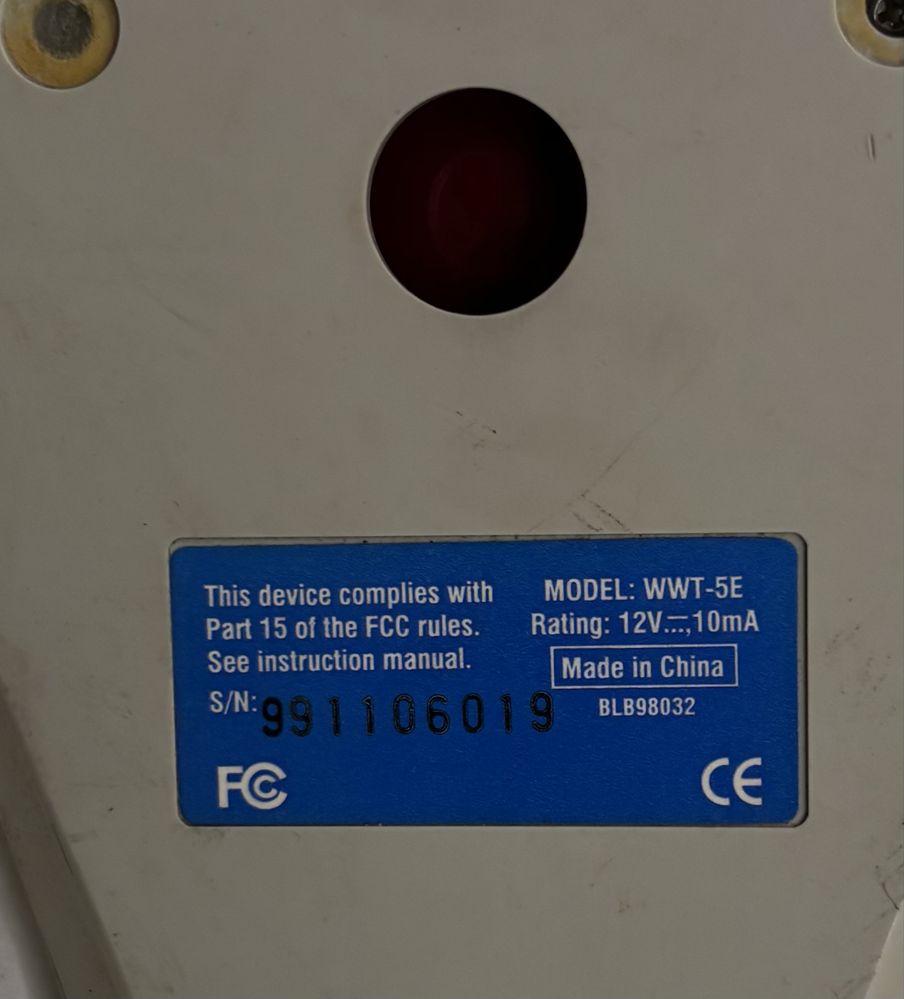 This device complies with
Part 15 of the FCC rules.
See instruction manual.
S/N: 991106019
FC
MODEL: WWT-5E
Rating: 12V⎓,10mA
Made in China
BLB98032
CE